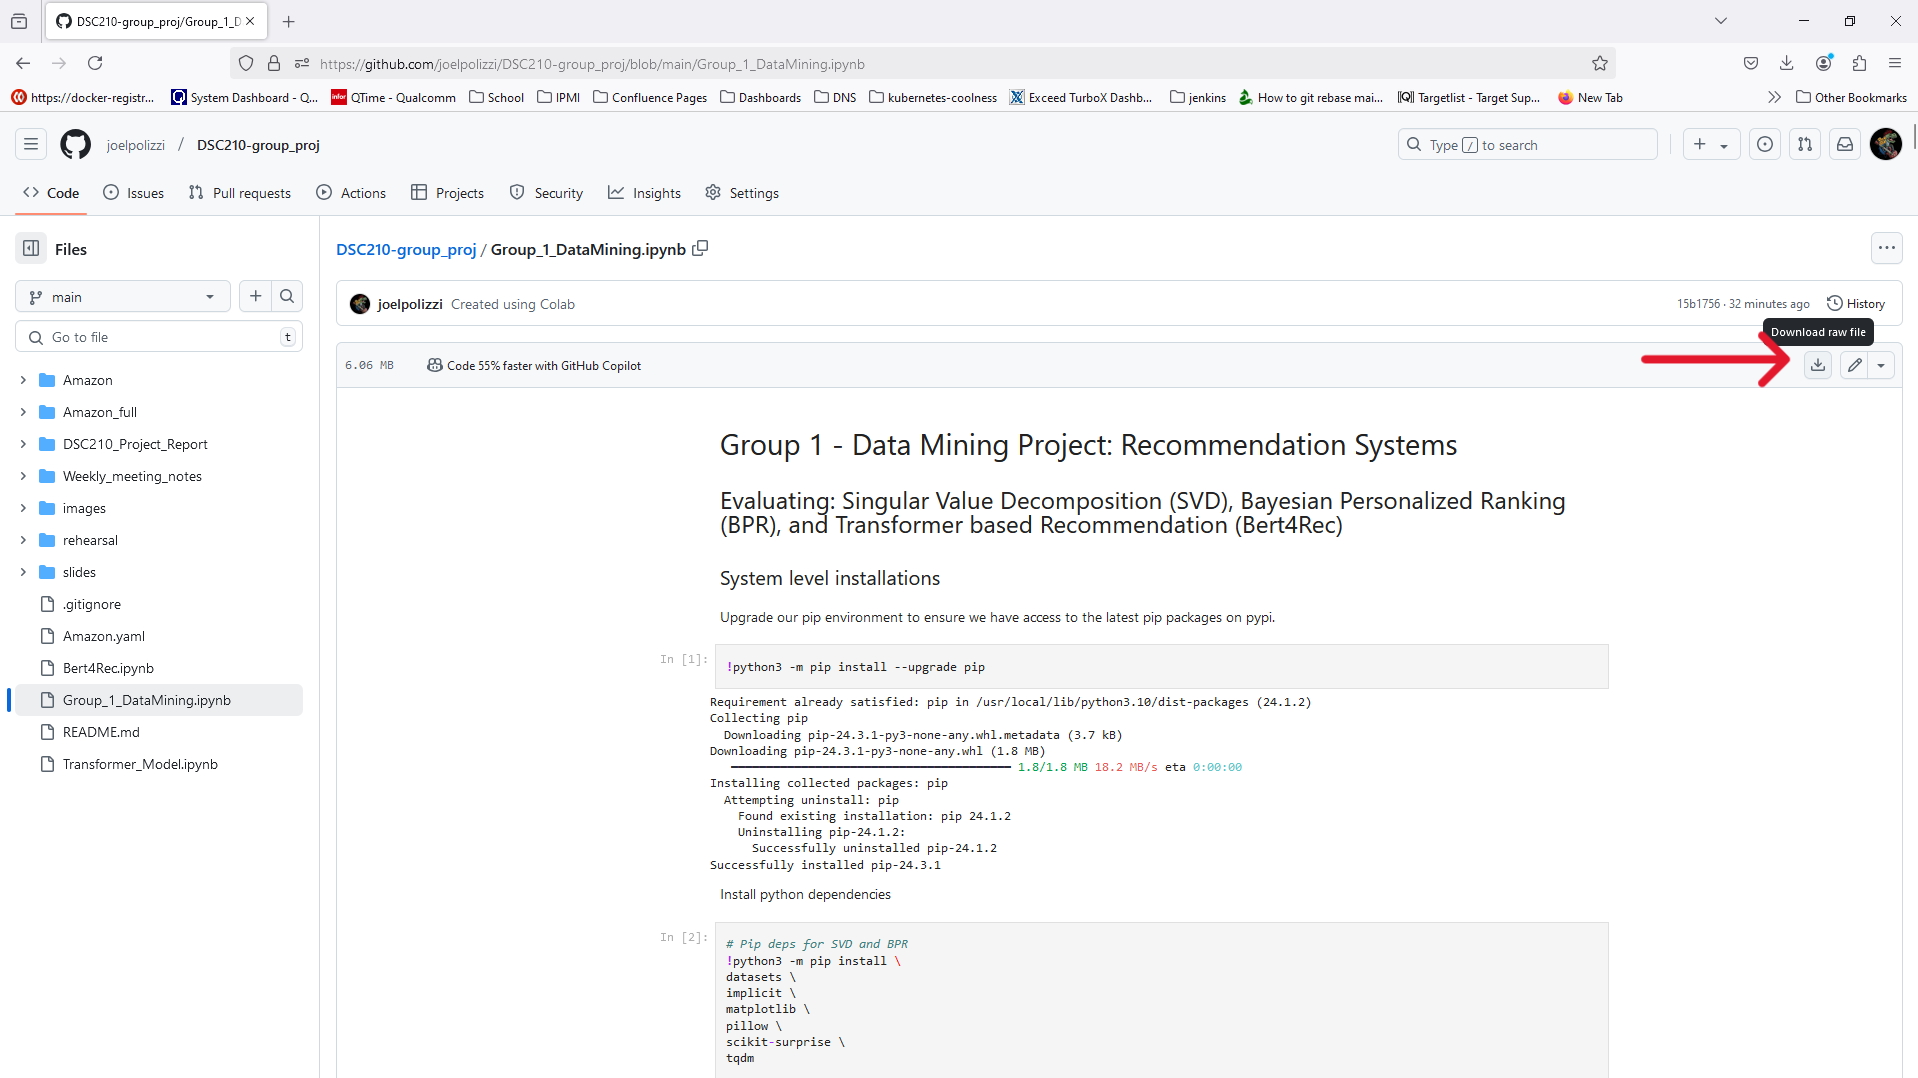 DSC210-group_proj/Group_1_D
https://github.com/joelpolizzi/DSC210-group_proj/blob/main/Group_1_DataMining.ipynb
https://docker-registr... System Dashboard - Q... infor QTime - Qualcomm School IPMI Confluence Pages Dashboards DNS kubernetes-coolness Exceed TurboX Dashb... jenkins How to git rebase mai... Targetlist - Target Sup... New Tab Other Bookmarks
joelpolizzi / DSC210-group_proj
Type / to search
Code Issues Pull requests Actions Projects Security Insights Settings
Files
main
Go to file t
Amazon
Amazon_full
DSC210_Project_Report
Weekly_meeting_notes
images
rehearsal
slides
.gitignore
Amazon.yaml
Bert4Rec.ipynb
Group_1_DataMining.ipynb
README.md
Transformer_Model.ipynb
DSC210-group_proj / Group_1_DataMining.ipynb
joelpolizzi Created using Colab
15b1756 · 32 minutes ago History
Download raw file
6.06 MB Code 55% faster with GitHub Copilot
Group 1 - Data Mining Project: Recommendation Systems
Evaluating: Singular Value Decomposition (SVD), Bayesian Personalized Ranking
(BPR), and Transformer based Recommendation (Bert4Rec)
System level installations
Upgrade our pip environment to ensure we have access to the latest pip packages on pypi.
In [1]: !python3 -m pip install --upgrade pip
Requirement already satisfied: pip in /usr/local/lib/python3.10/dist-packages (24.1.2)
Collecting pip
Downloading pip-24.3.1-py3-none-any.whl.metadata (3.7 kB)
Downloading pip-24.3.1-py3-none-any.whl (1.8 MB)
1.8/1.8 MB 18.2 MB/s eta 0:00:00
Installing collected packages: pip
Attempting uninstall: pip
Found existing installation: pip 24.1.2
Uninstalling pip-24.1.2:
Successfully uninstalled pip-24.1.2
Successfully installed pip-24.3.1
Install python dependencies
In [2]: # Pip deps for SVD and BPR
!python3 -m pip install \
datasets \
implicit \
matplotlib \
pillow \
scikit-surprise \
tqdm